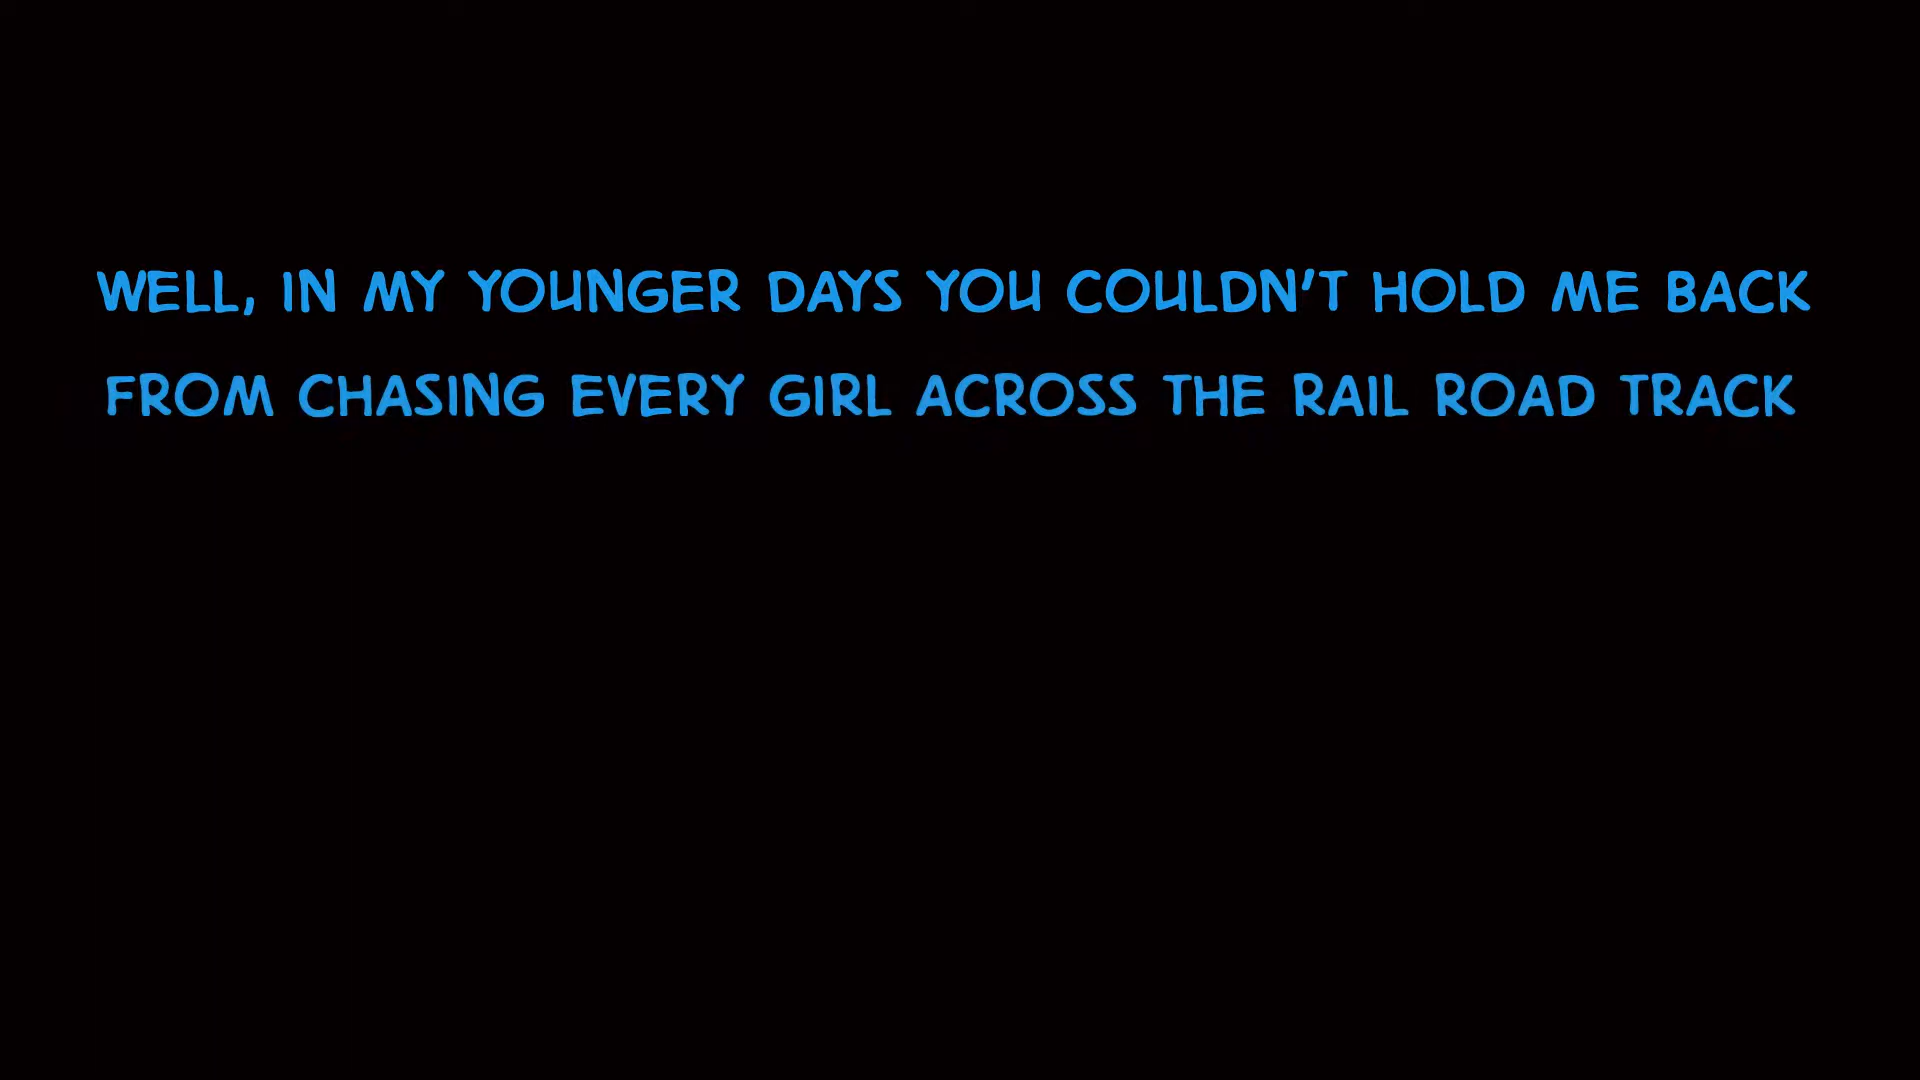 WELL, IN MY YOUNGER DAYS YOU COULDN'T HOLD ME BACK
FROM CHASING EVERY GIRL ACROSS THE RAIL ROAD TRACK